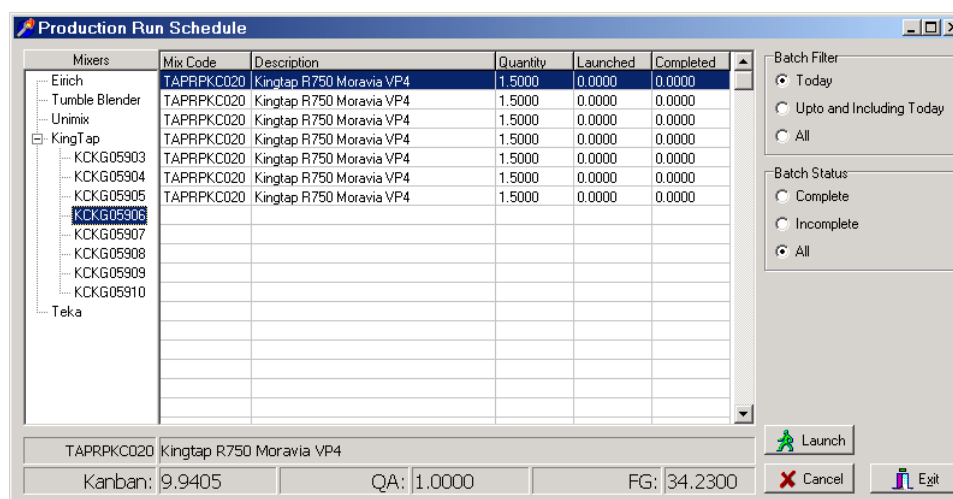 Production Run Schedule
Mixers
Eirich
Tumble Blender
Unimix
KingTap
KCKG05903
KCKG05904
KCKG05905
KCKG05906
KCKG05907
KCKG05908
KCKG05909
KCKG05910
Teka
Mix Code Description Quantity Launched Completed
TAPRPKC020 Kingtap R750 Moravia VP4 1.5000 0.0000 0.0000
TAPRPKC020 Kingtap R750 Moravia VP4 1.5000 0.0000 0.0000
TAPRPKC020 Kingtap R750 Moravia VP4 1.5000 0.0000 0.0000
TAPRPKC020 Kingtap R750 Moravia VP4 1.5000 0.0000 0.0000
TAPRPKC020 Kingtap R750 Moravia VP4 1.5000 0.0000 0.0000
TAPRPKC020 Kingtap R750 Moravia VP4 1.5000 0.0000 0.0000
TAPRPKC020 Kingtap R750 Moravia VP4 1.5000 0.0000 0.0000
Batch Filter
Today
Upto and Including Today
All
Batch Status
Complete
Incomplete
All
TAPRPKC020 Kingtap R750 Moravia VP4
Kanban: 9.9405 QA: 1.0000 FG: 34.2300
Launch
Cancel Exit